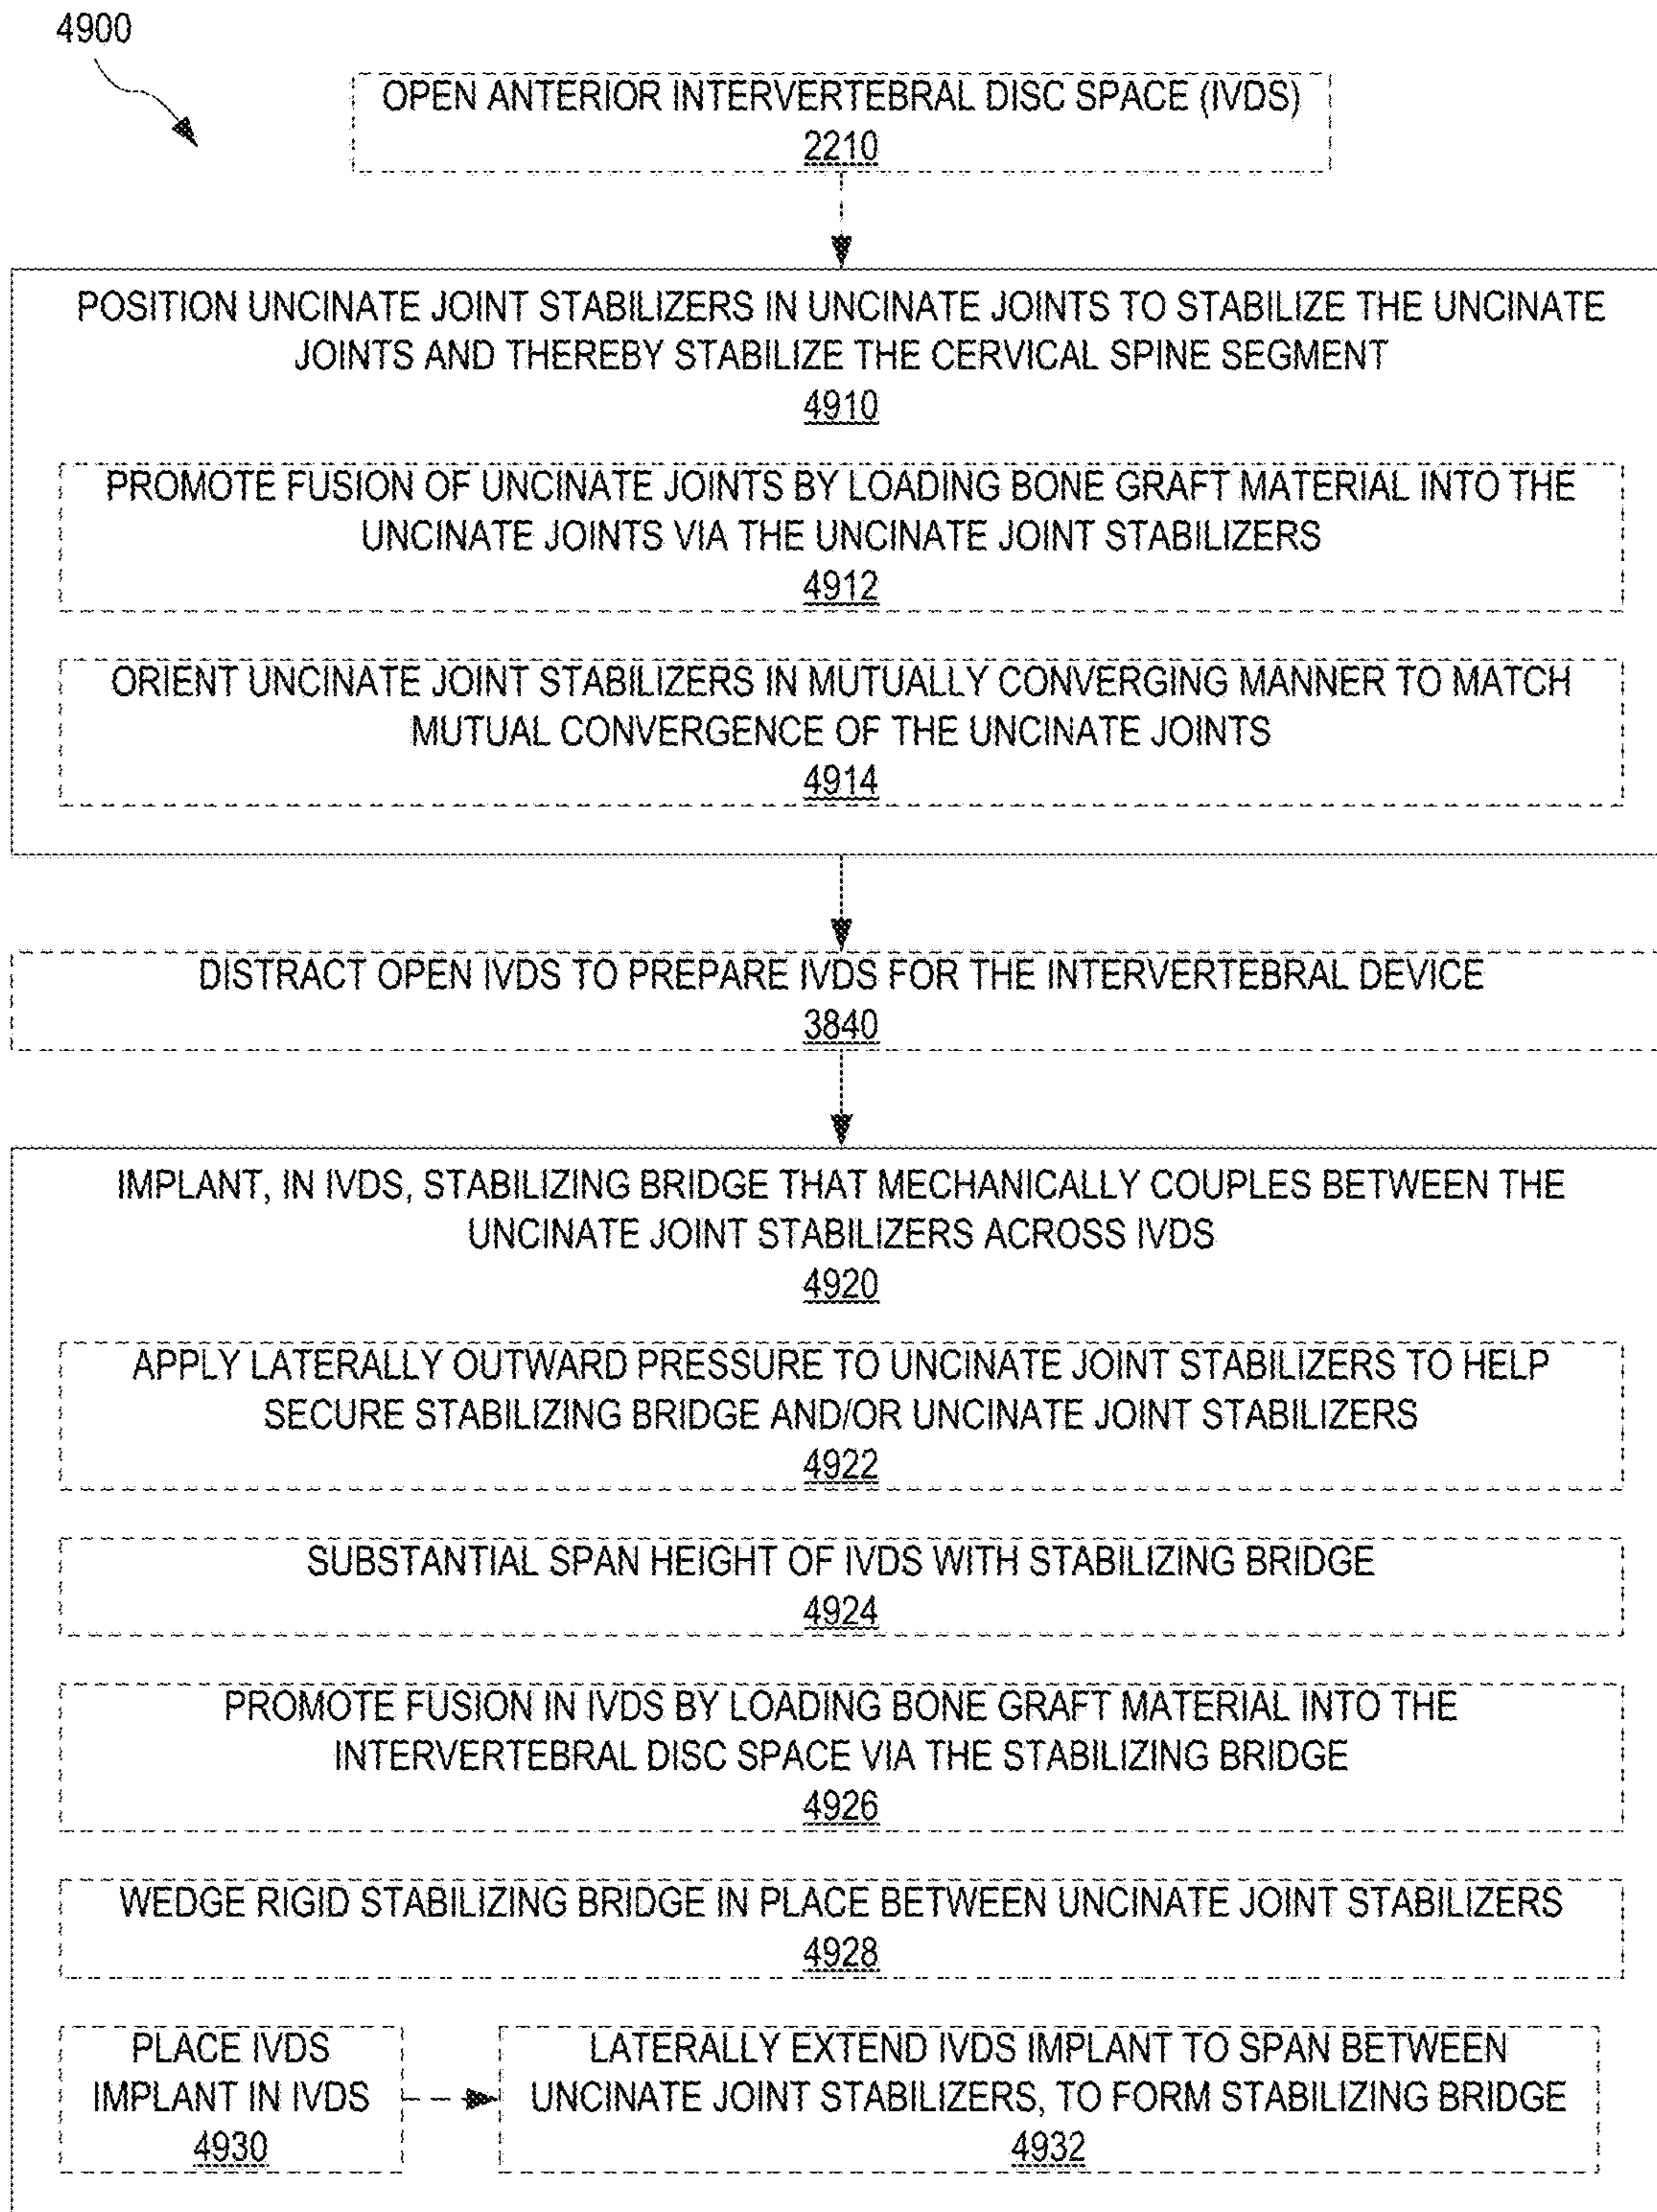 4900
OPEN ANTERIOR INTERVERTEBRAL DISC SPACE (IVDS)
2210
POSITION UNCINATE JOINT STABILIZERS IN UNCINATE JOINTS TO STABILIZE THE UNCINATE
JOINTS AND THEREBY STABILIZE THE CERVICAL SPINE SEGMENT
4910
PROMOTE FUSION OF UNCINATE JOINTS BY LOADING BONE GRAFT MATERIAL INTO THE
UNCINATE JOINTS VIA THE UNCINATE JOINT STABILIZERS
4912
ORIENT UNCINATE JOINT STABILIZERS IN MUTUALLY CONVERGING MANNER TO MATCH
MUTUAL CONVERGENCE OF THE UNCINATE JOINTS
4914
DISTRACT OPEN IVDS TO PREPARE IVDS FOR THE INTERVERTEBRAL DEVICE
3840
IMPLANT, IN IVDS, STABILIZING BRIDGE THAT MECHANICALLY COUPLES BETWEEN THE
UNCINATE JOINT STABILIZERS ACROSS IVDS
4920
APPLY LATERALLY OUTWARD PRESSURE TO UNCINATE JOINT STABILIZERS TO HELP
SECURE STABILIZING BRIDGE AND/OR UNCINATE JOINT STABILIZERS
4922
SUBSTANTIAL SPAN HEIGHT OF IVDS WITH STABILIZING BRIDGE
4924
PROMOTE FUSION IN IVDS BY LOADING BONE GRAFT MATERIAL INTO THE
INTERVERTEBRAL DISC SPACE VIA THE STABILIZING BRIDGE
4926
WEDGE RIGID STABILIZING BRIDGE IN PLACE BETWEEN UNCINATE JOINT STABILIZERS
4928
PLACE IVDS
IMPLANT IN IVDS
4930
LATERALLY EXTEND IVDS IMPLANT TO SPAN BETWEEN
UNCINATE JOINT STABILIZERS, TO FORM STABILIZING BRIDGE
4932